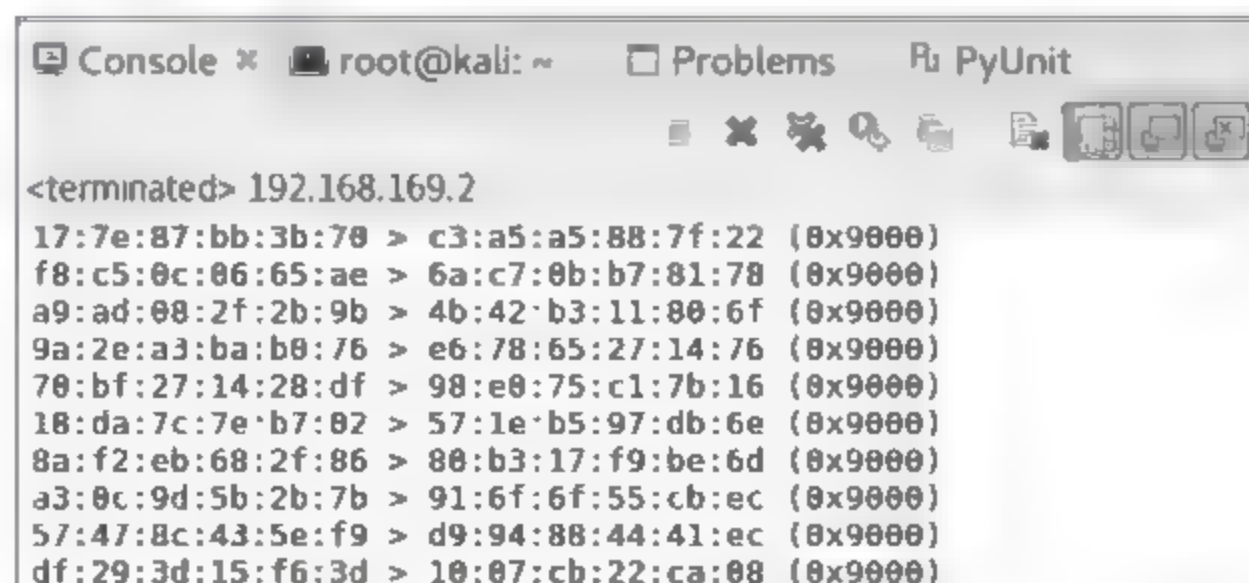 Console root@kali: ~ Problems PyUnit
<terminated> 192.168.169.2
17:7e:87:bb:3b:70 > c3:a5:a5:88:7f:22 (0x9000)
f8:c5:0c:06:65:ae > 6a:c7:0b:b7:81:78 (0x9000)
a9:ad:08:2f:2b:9b > 4b:42:b3:11:80:6f (0x9000)
9a:2e:a3:ba:b0:76 > e6:78:65:27:14:76 (0x9000)
70:bf:27:14:28:df > 98:e0:75:c1:7b:16 (0x9000)
18:da:7c:7e:b7:02 > 57:1e:b5:97:db:6e (0x9000)
8a:f2:eb:68:2f:86 > 80:b3:17:f9:be:6d (0x9000)
a3:0c:9d:5b:2b:7b > 91:6f:6f:55:cb:ec (0x9000)
57:47:8c:43:5e:f9 > d9:94:88:44:41:ec (0x9000)
df:29:3d:15:f6:3d > 10:07:cb:22:ca:08 (0x9000)